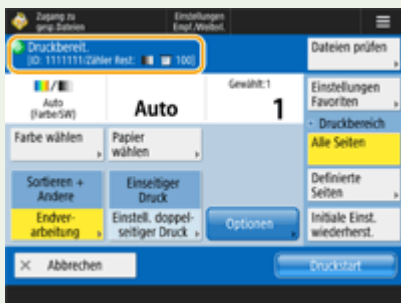 Zugang zu
gesp. Dateien
Einstellungen
Empf./Weiterl.
Druckbereit.
[ID: 1111111/Zähler Rest: 100]
Dateien prüfen
Auto
(Farbe/SW)
Auto
Gewählt:1
1
Einstellungen
Favoriten
Farbe wählen
Papier
wählen
- Druckbereich
Alle Seiten
Sortieren +
Andere
Einseitiger
Druck
Definierte
Seiten
Endver-
arbeitung
Einstell. doppel-
seitiger Druck
Optionen
Initiale Einst.
wiederherst.
× Abbrechen
Druckstart